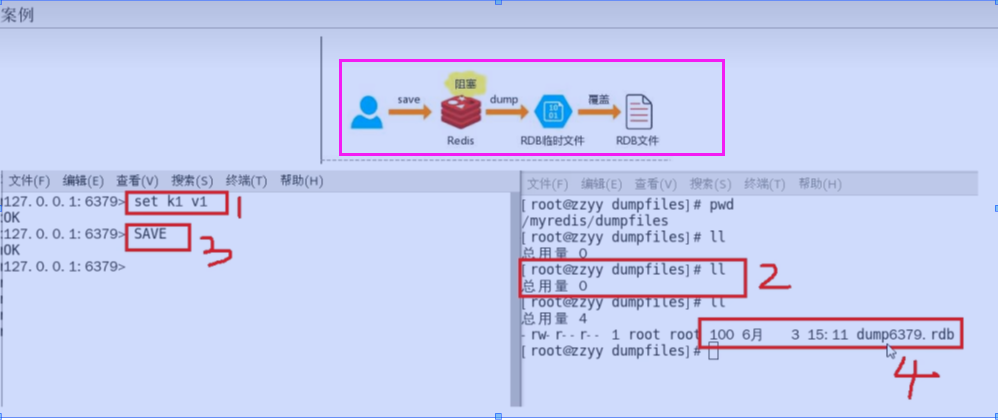 案例
阻塞
save
dump
覆盖
Redis
RDB临时文件
RDB文件
文件(F) 编辑(E) 查看(V) 搜索(S) 终端(T) 帮助(H)
127.0.0.1:6379> set k1 v1
OK
127.0.0.1:6379> SAVE
OK
127.0.0.1:6379>
1
3
文件(F) 编辑(E) 查看(V) 搜索(S) 终端(T) 帮助(H)
[root@zzyy dumpfiles]# pwd
/myredis/dumpfiles
[root@zzyy dumpfiles]# ll
总用量 0
[root@zzyy dumpfiles]# ll
总用量 0
[root@zzyy dumpfiles]# ll
总用量 4
-rw-r--r-- 1 root root 100 6月 3 15:11 dump6379.rdb
[root@zzyy dumpfiles]#
2
4